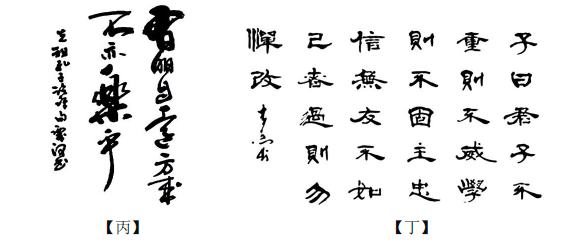 有朋自遠方來
不亦樂乎
【丙】
子曰君子不
重則不威學
則不固主忠
信無友不如
己者過則勿
憚改
【丁】